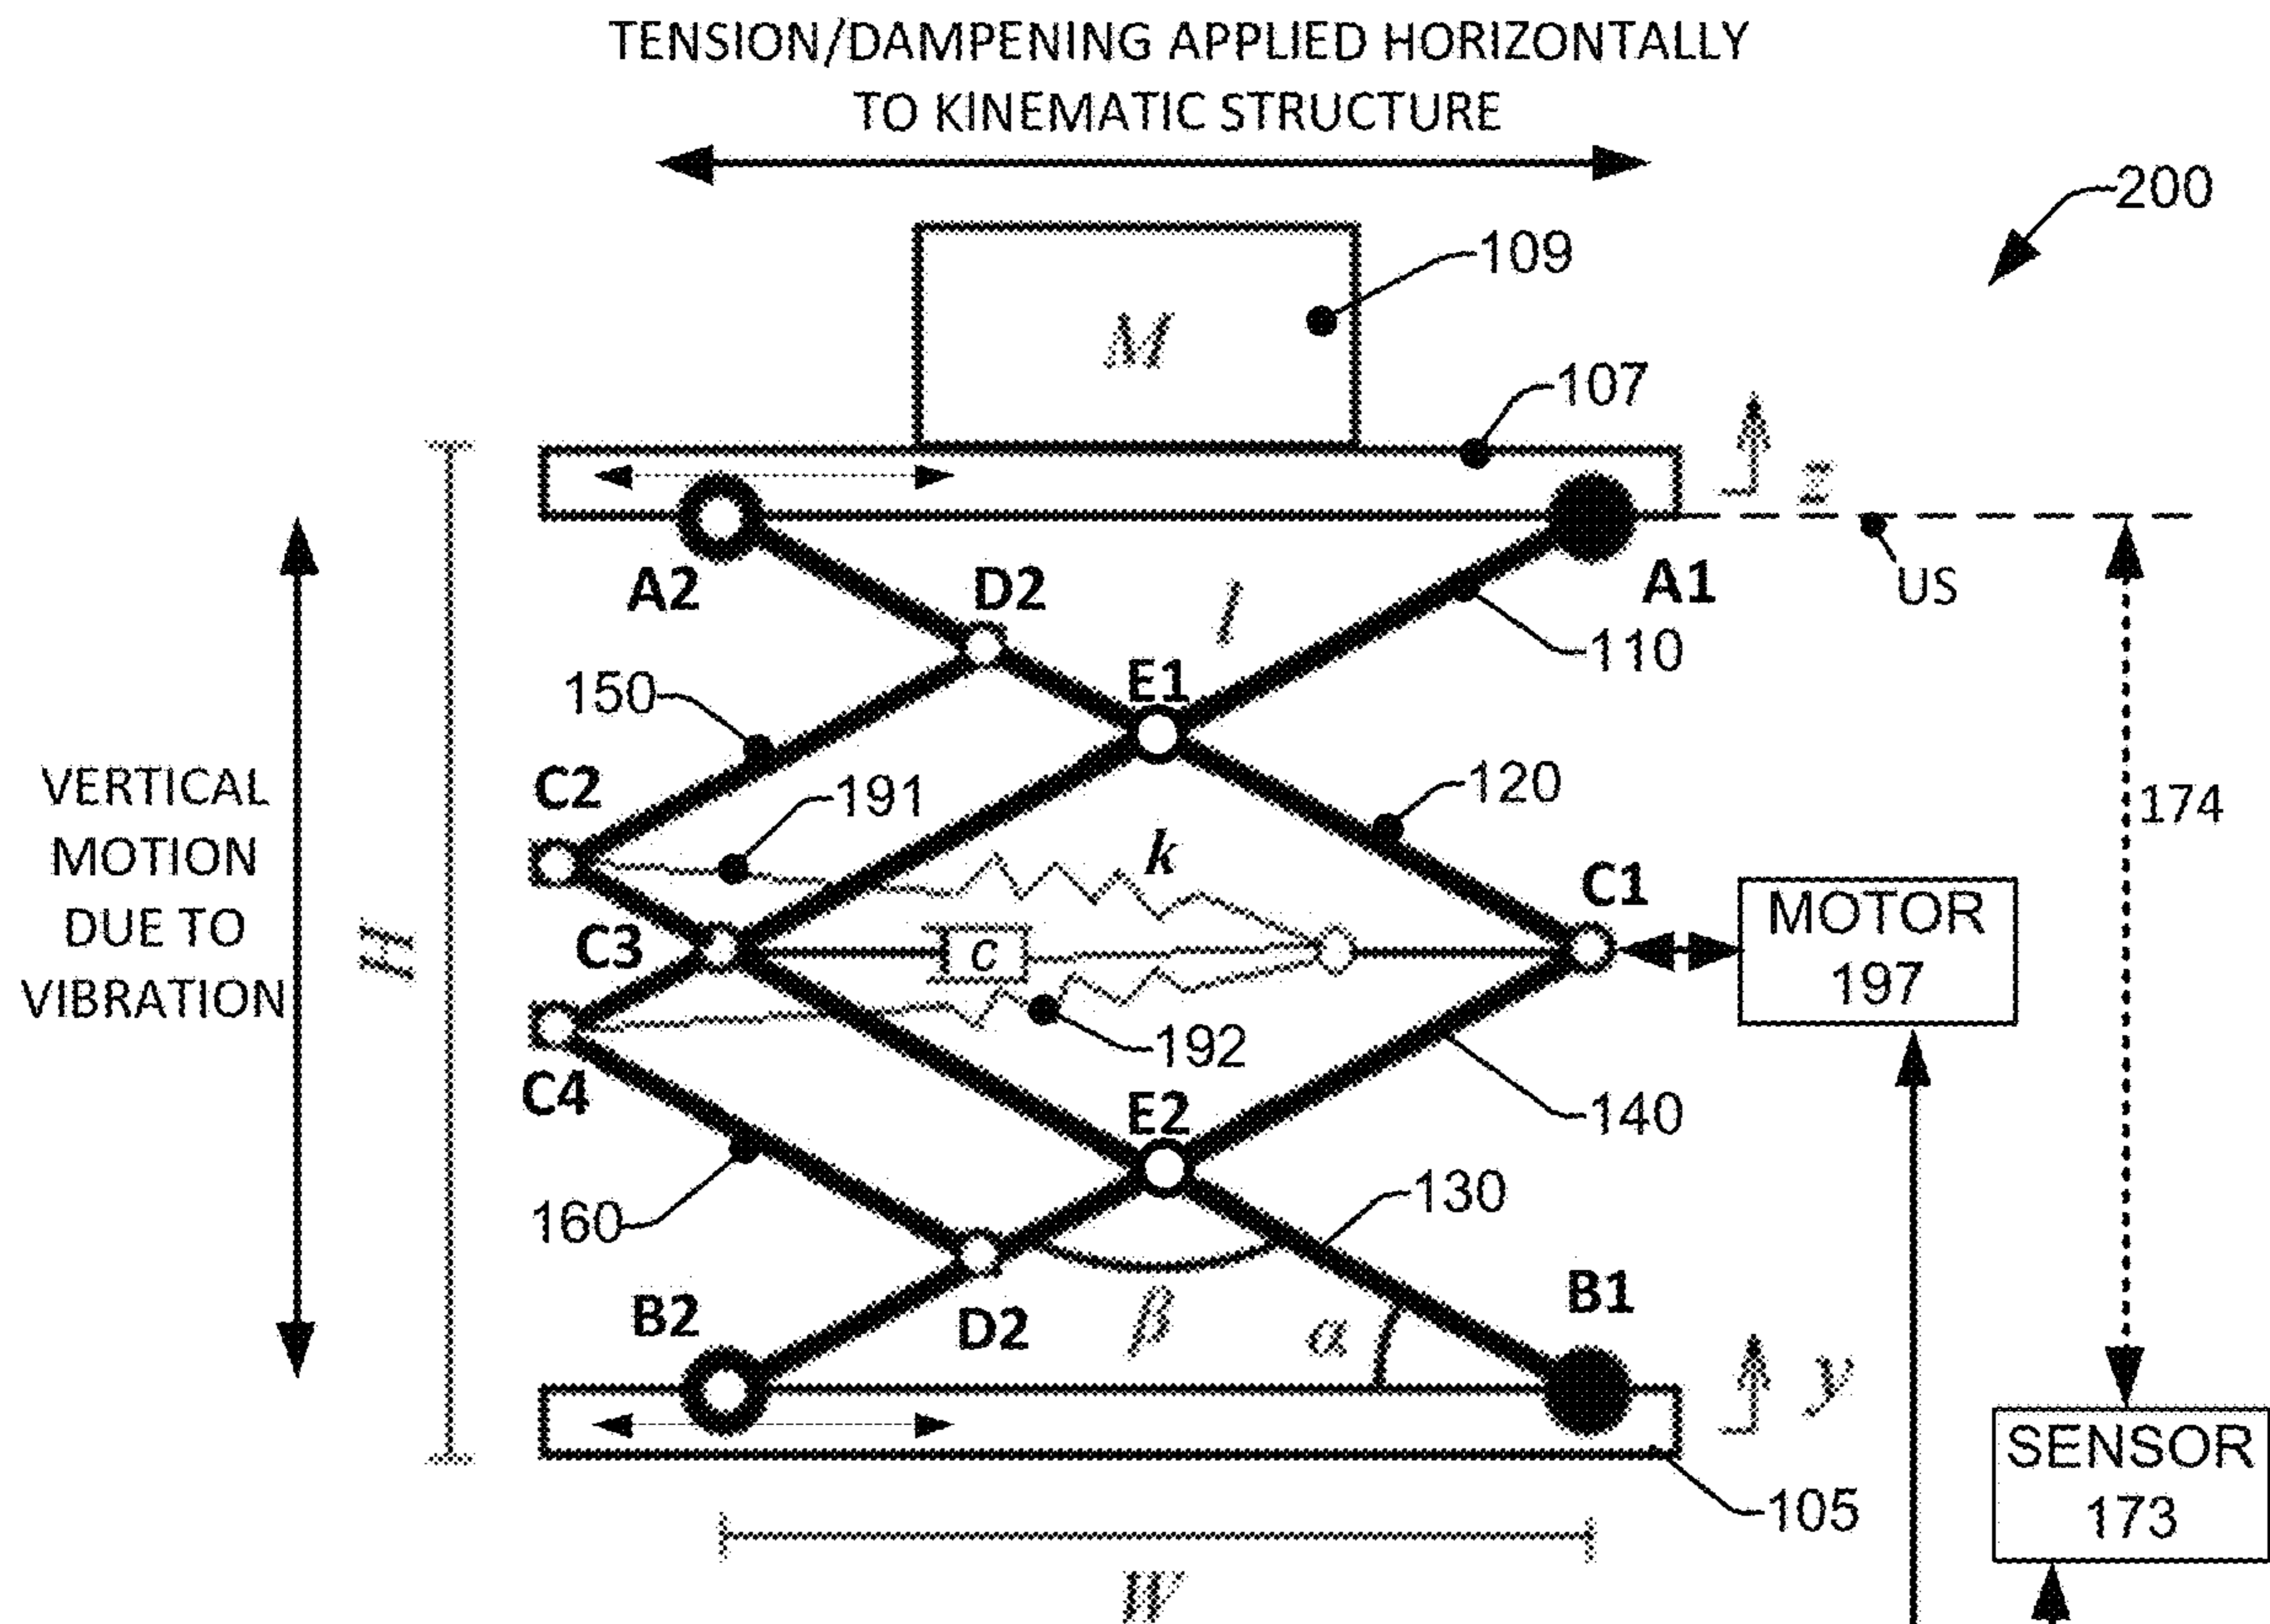 TENSION/DAMPENING APPLIED HORIZONTALLY
TO KINEMATIC STRUCTURE
200
109
M
107
z
A2
D2
l
A1
US
110
E1
150
C2
191
120
k
174
VERTICAL
MOTION
DUE TO
VIBRATION
H
C3
c
C1
MOTOR
197
192
C4
E2
140
160
130
B2
D2
β
α
B1
y
SENSOR
173
105
W